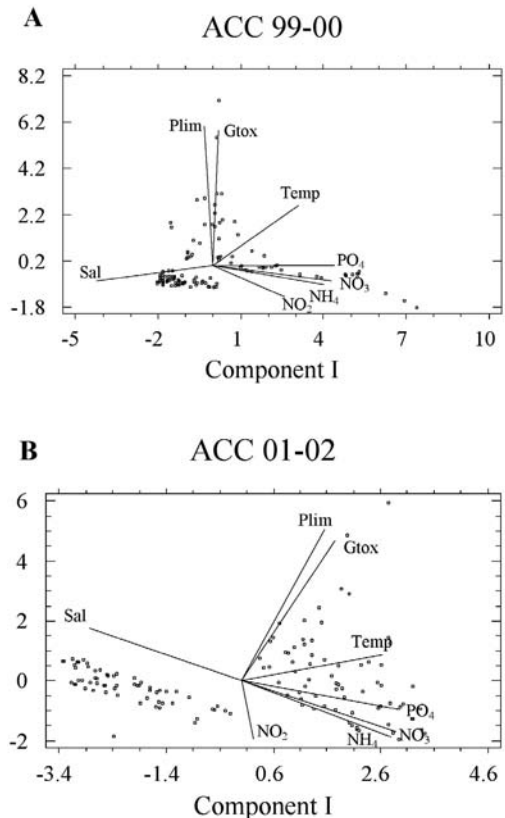 A
ACC 99-00
8.2
6.2
4.2
2.2
0.2
-1.8
Plim
Gtox
Temp
Sal
PO4
NO3
NH4
NO2
-5
-2
1
4
7
10
Component I
B
ACC 01-02
6
4
2
0
-2
Plim
Gtox
Sal
Temp
PO4
NO2
NO3
NH4
-3.4
-1.4
0.6
2.6
4.6
Component I